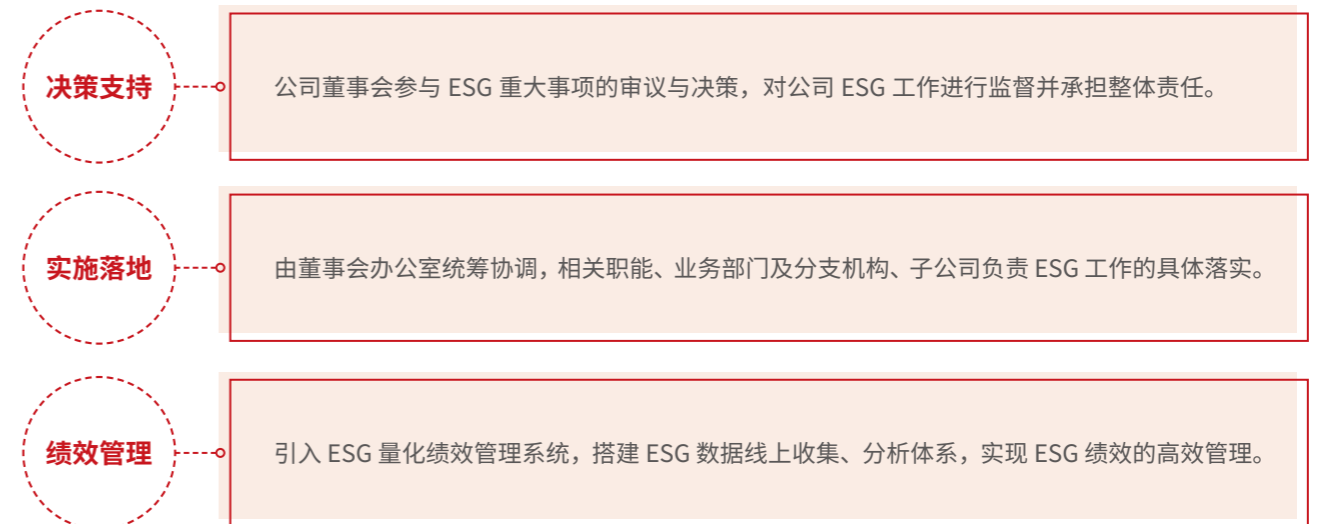 决策支持
公司董事会参与 ESG 重大事项的审议与决策，对公司 ESG 工作进行监督并承担整体责任。
实施落地
由董事会办公室统筹协调，相关职能、业务部门及分支机构、子公司负责 ESG 工作的具体落实。
绩效管理
引入 ESG 量化绩效管理系统，搭建 ESG 数据线上收集、分析体系，实现 ESG 绩效的高效管理。